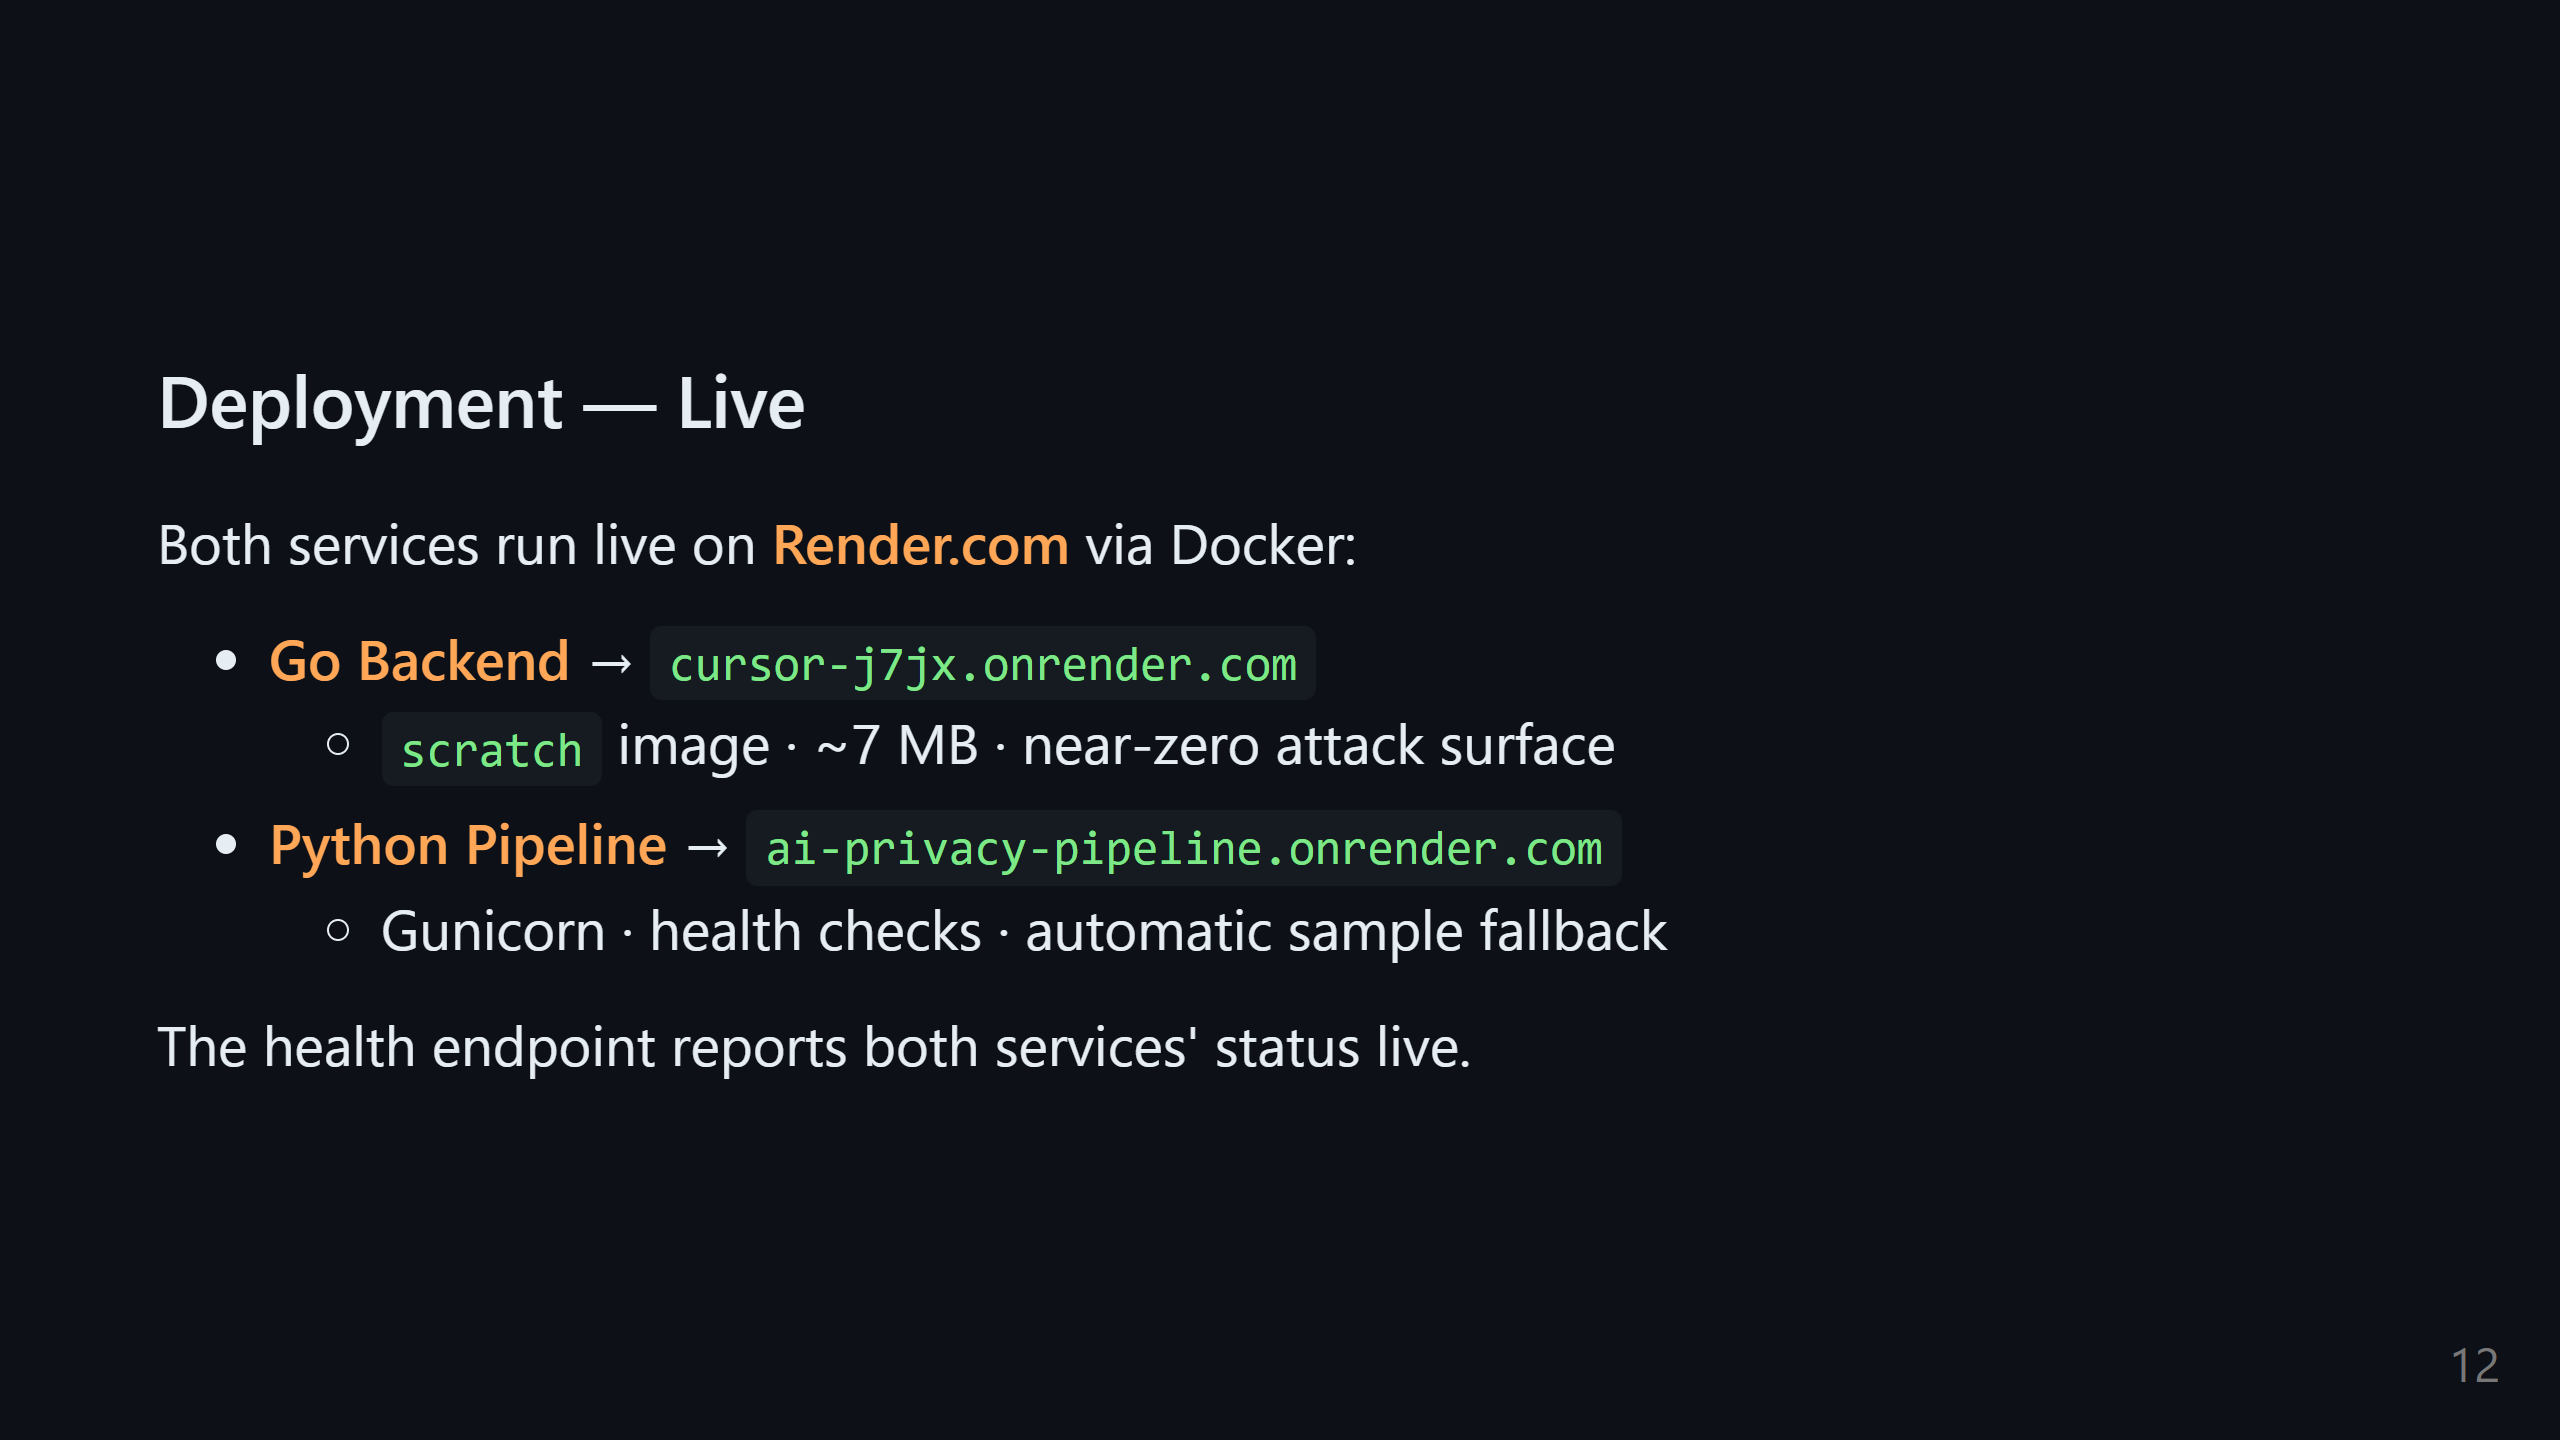 Deployment — Live
Both services run live on Render.com via Docker:
• Go Backend → cursor-j7jx.onrender.com
○ scratch image · ~7 MB · near-zero attack surface
• Python Pipeline → ai-privacy-pipeline.onrender.com
○ Gunicorn · health checks · automatic sample fallback
The health endpoint reports both services' status live.
12